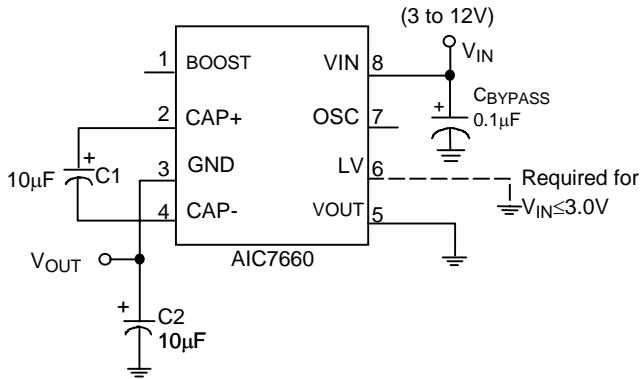 (3 to 12V)
VIN
1 BOOST VIN 8
CBYPASS
0.1µF
2 CAP+ OSC 7
+
+
10µF C1
3 GND LV 6
Required for
VIN≤3.0V
4 CAP- VOUT 5
VOUT
AIC7660
+
C2
10µF